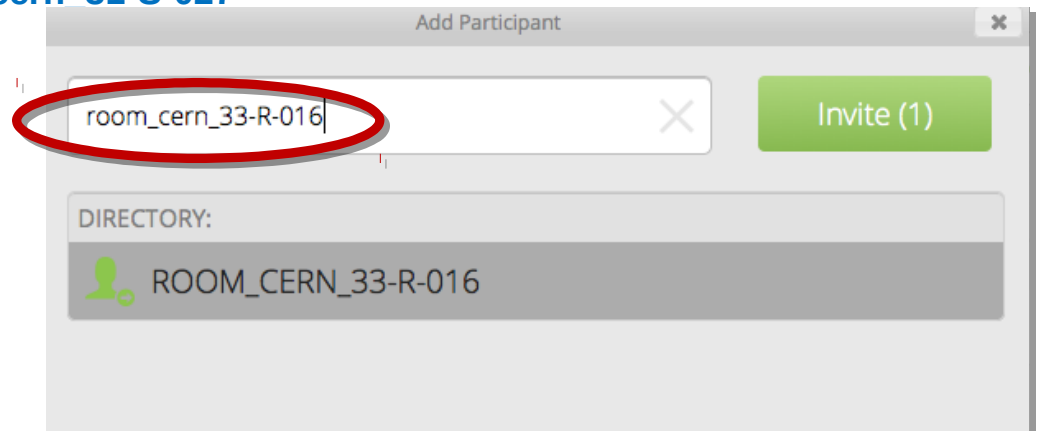 Add Participant
room_cern_33-R-016
Invite (1)
DIRECTORY:
ROOM_CERN_33-R-016